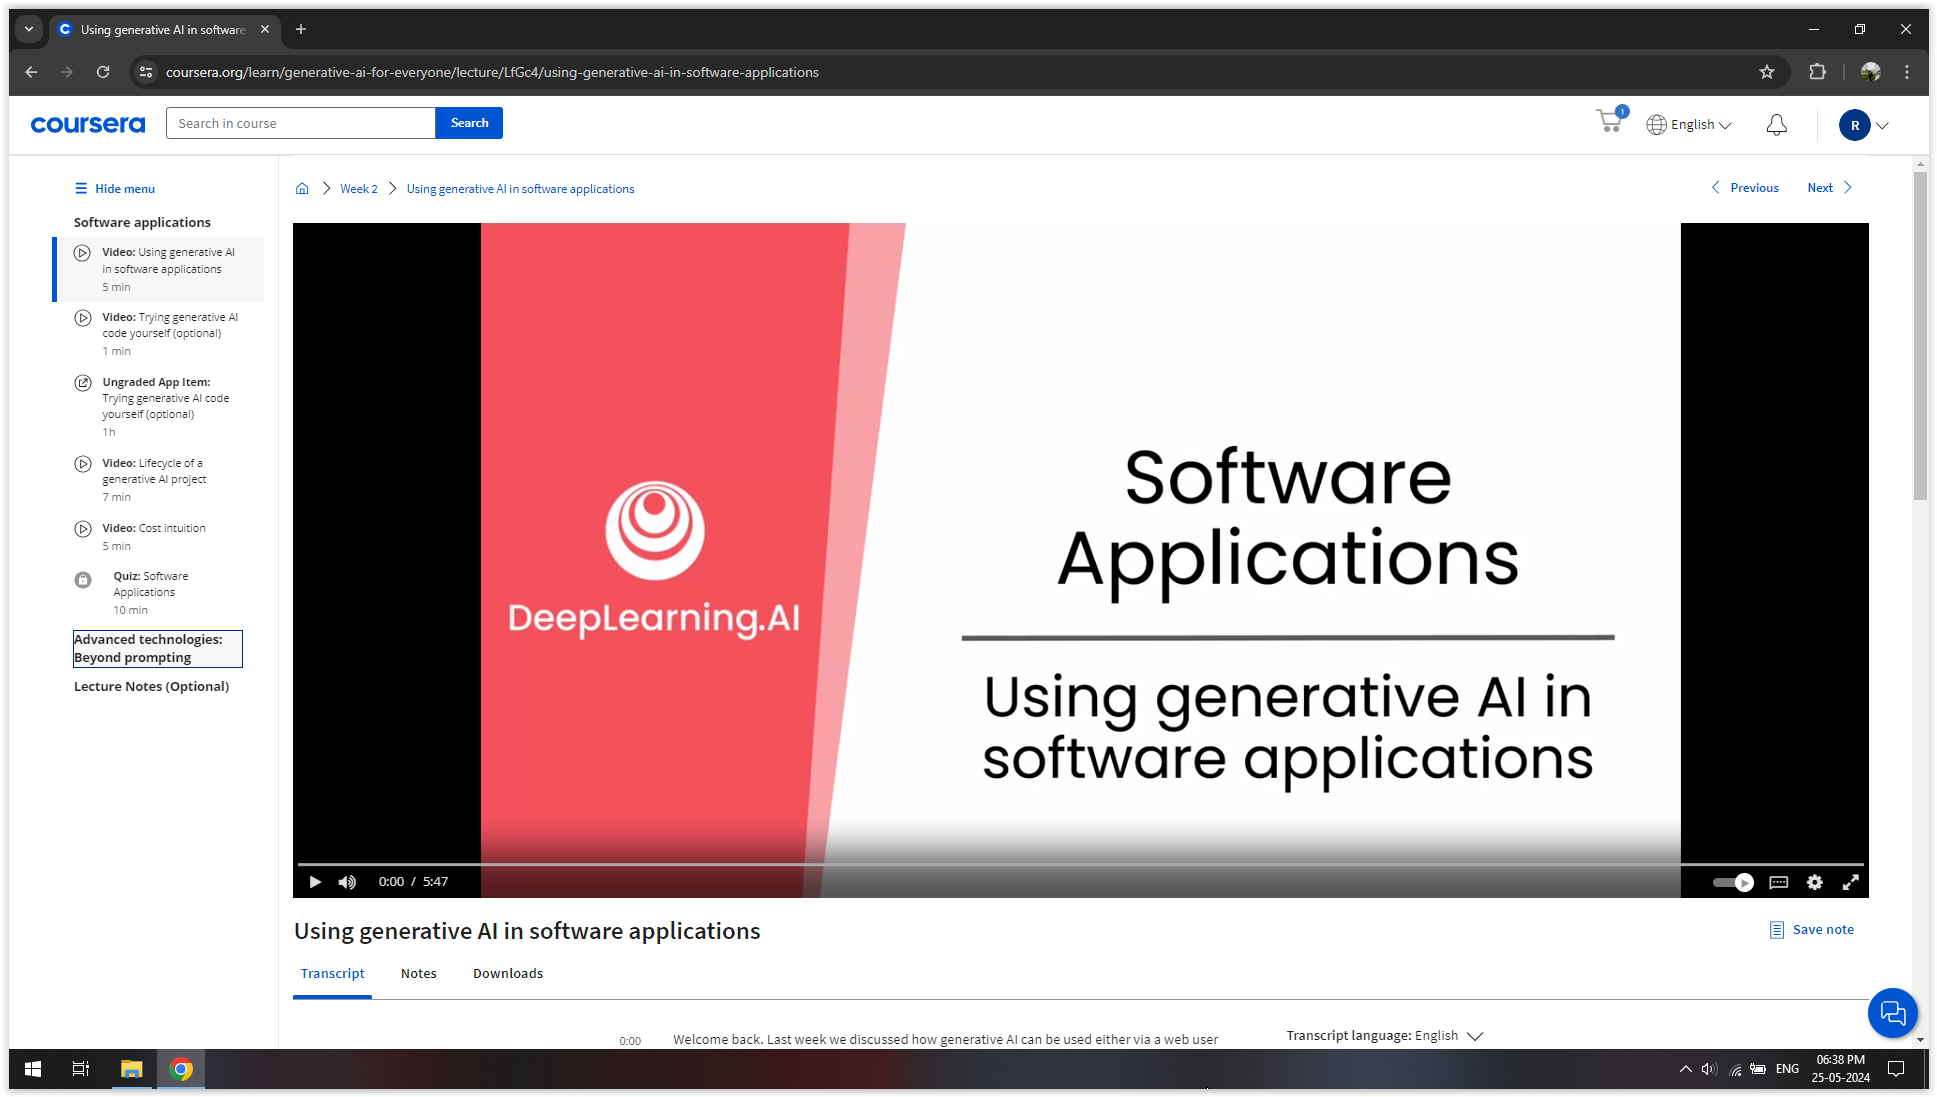 Using generative AI in software
coursera.org/learn/generative-ai-for-everyone/lecture/LfGc4/using-generative-ai-in-software-applications
coursera
Search in course
Search
1
English
R
Hide menu
Week 2
Using generative AI in software applications
Previous
Next
Software applications
Video: Using generative AI
in software applications
5 min
Video: Trying generative AI
code yourself (optional)
1 min
Ungraded App Item:
Trying generative AI code
yourself (optional)
1h
Video: Lifecycle of a
generative AI project
7 min
Video: Cost intuition
5 min
Quiz: Software
Applications
10 min
Advanced technologies:
Beyond prompting
Lecture Notes (Optional)
DeepLearning.AI
Software
Applications
Using generative AI in
software applications
0:00 / 5:47
Using generative AI in software applications
Save note
Transcript
Notes
Downloads
0:00
Welcome back. Last week we discussed how generative AI can be used either via a web user
Transcript language: English
ENG
06:38 PM
25-05-2024